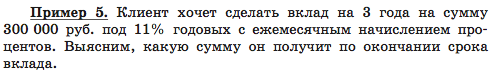 Пример 5. Клиент хочет сделать вклад на 3 года на сумму
300 000 руб. под 11% годовых с ежемесячным начислением про-
центов. Выясним, какую сумму он получит по окончании срока
вклада.